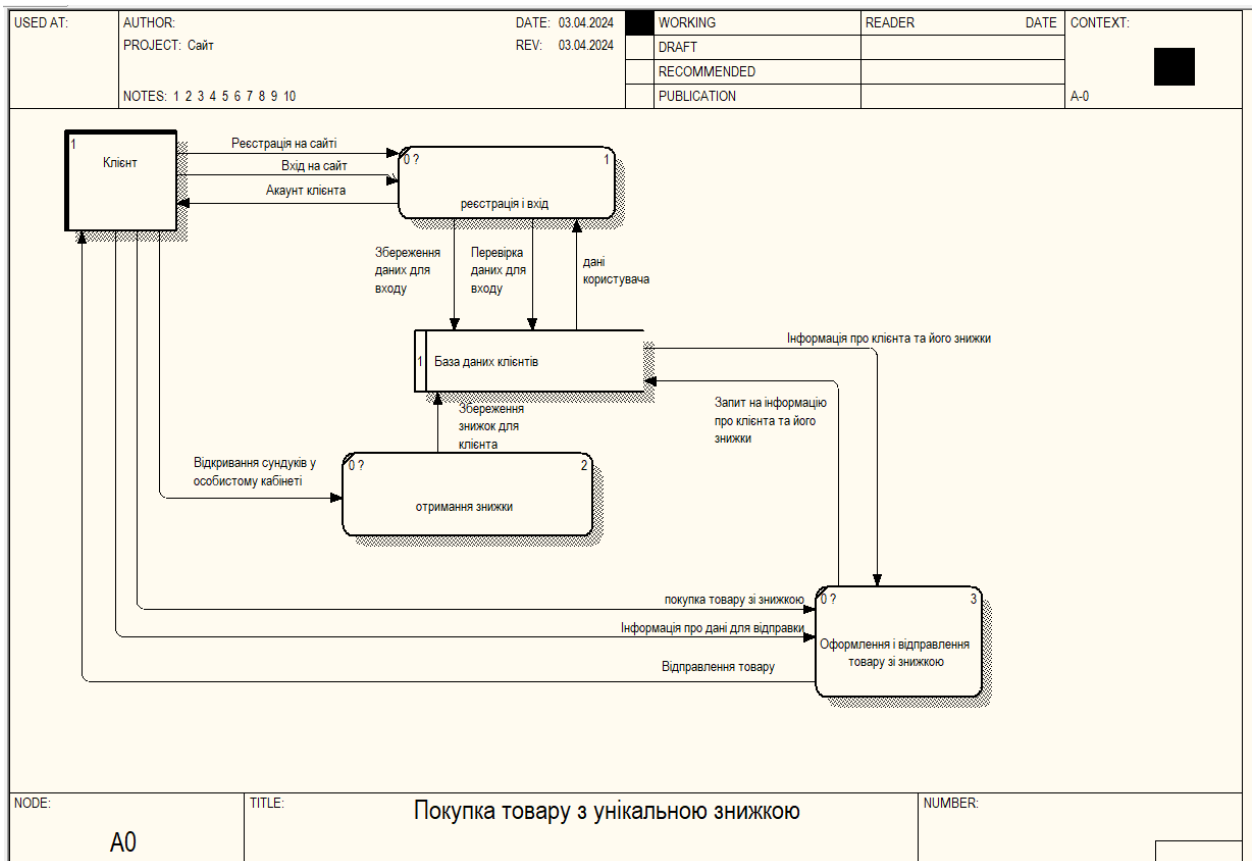 USED AT:
AUTHOR:
DATE: 03.04.2024
PROJECT: Сайт
REV: 03.04.2024
NOTES: 1 2 3 4 5 6 7 8 9 10
WORKING
DRAFT
RECOMMENDED
PUBLICATION
READER
DATE
CONTEXT:
A-0
1
Клієнт
Реєстрація на сайті
Вхід на сайт
Акаунт клієнта
0 ?
1
реєстрація і вхід
Збереження
даних для
входу
Перевірка
даних для
входу
дані
користувача
1
База даних клієнтів
Інформація про клієнта та його знижки
Запит на інформацію
про клієнта та його
знижки
Збереження
знижок для
клієнта
Відкривання сундуків у
особистому кабінеті
0 ?
2
отримання знижки
покупка товару зі знижкою
Інформація про дані для відправки
Відправлення товару
0 ?
3
Оформлення і відправлення
товару зі знижкою
NODE:
A0
TITLE:
Покупка товару з унікальною знижкою
NUMBER: